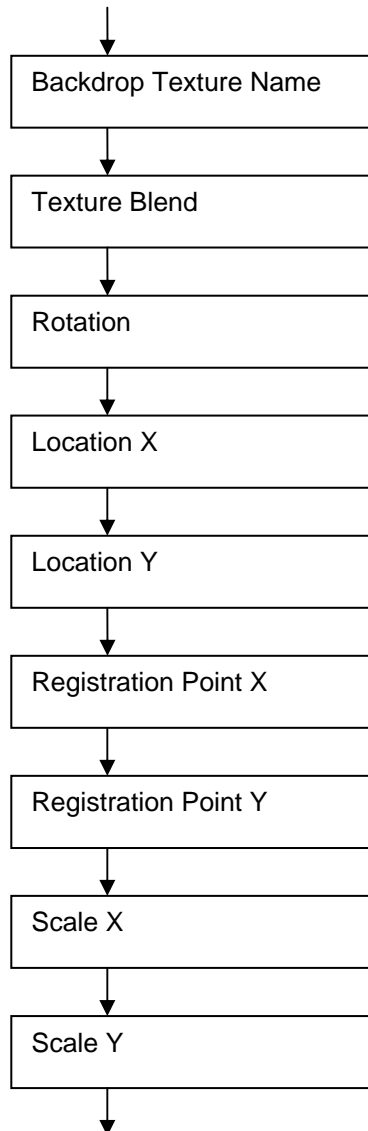 Backdrop Texture Name
Texture Blend
Rotation
Location X
Location Y
Registration Point X
Registration Point Y
Scale X
Scale Y